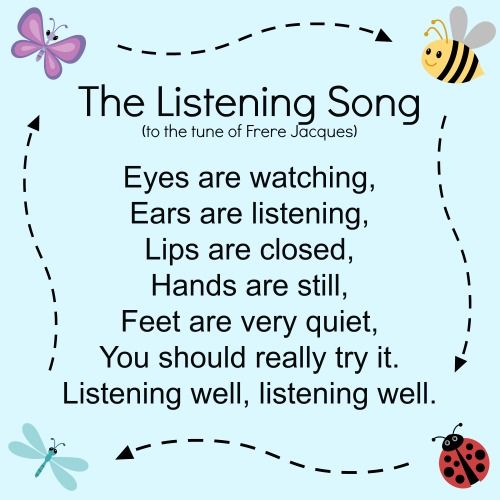 The Listening Song
(to the tune of Frere Jacques)
Eyes are watching,
Ears are listening,
Lips are closed,
Hands are still,
Feet are very quiet,
You should really try it.
Listening well, listening well.